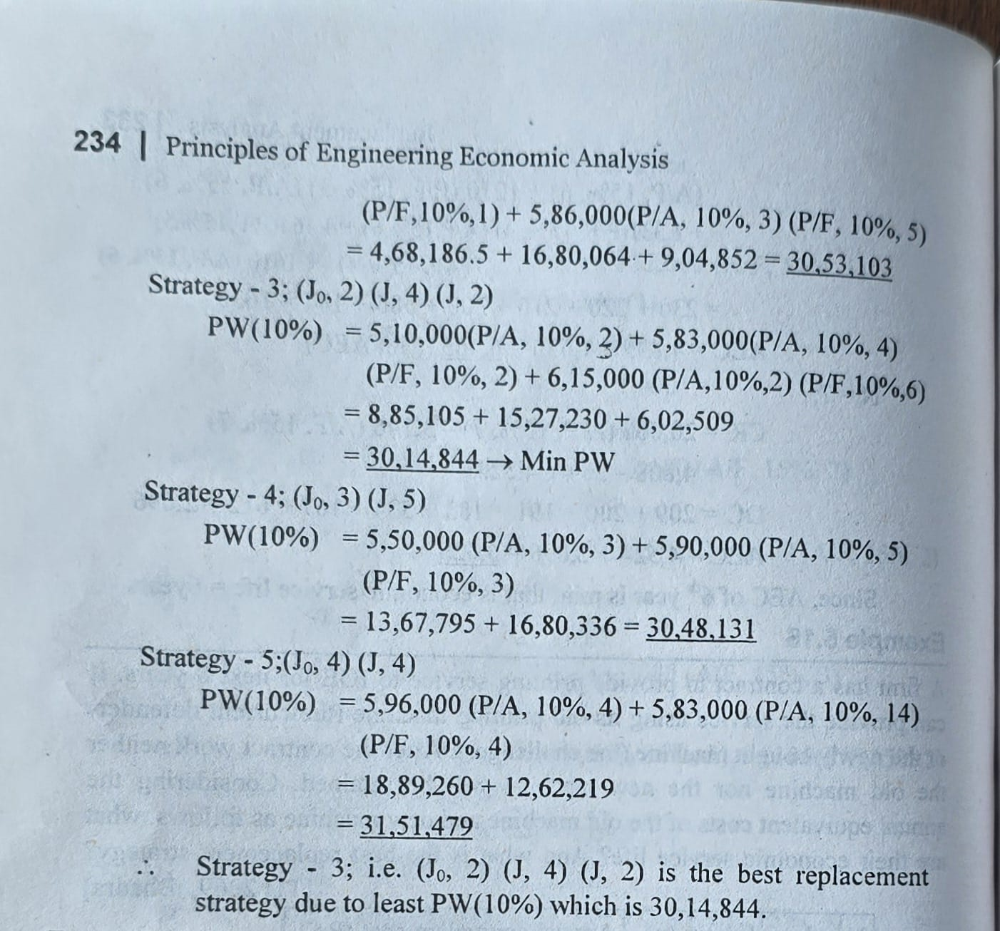 234 | Principles of Engineering Economic Analysis
(P/F,10%,1) + 5,86,000(P/A, 10%, 3) (P/F, 10%, 5)
= 4,68,186.5 + 16,80,064 + 9,04,852 = 30,53,103
Strategy - 3; (J₀, 2) (J, 4) (J, 2)
PW(10%) = 5,10,000(P/A, 10%, 2) + 5,83,000(P/A, 10%, 4)
(P/F, 10%, 2) + 6,15,000 (P/A,10%,2) (P/F,10%,6)
= 8,85,105 + 15,27,230 + 6,02,509
= 30,14,844 → Min PW
Strategy - 4; (J₀, 3) (J, 5)
PW(10%) = 5,50,000 (P/A, 10%, 3) + 5,90,000 (P/A, 10%, 5)
(P/F, 10%, 3)
= 13,67,795 + 16,80,336 = 30,48,131
Strategy - 5;(J₀, 4) (J, 4)
PW(10%) = 5,96,000 (P/A, 10%, 4) + 5,83,000 (P/A, 10%, 14)
(P/F, 10%, 4)
= 18,89,260 + 12,62,219
= 31,51,479
∴ Strategy - 3; i.e. (J₀, 2) (J, 4) (J, 2) is the best replacement
strategy due to least PW(10%) which is 30,14,844.